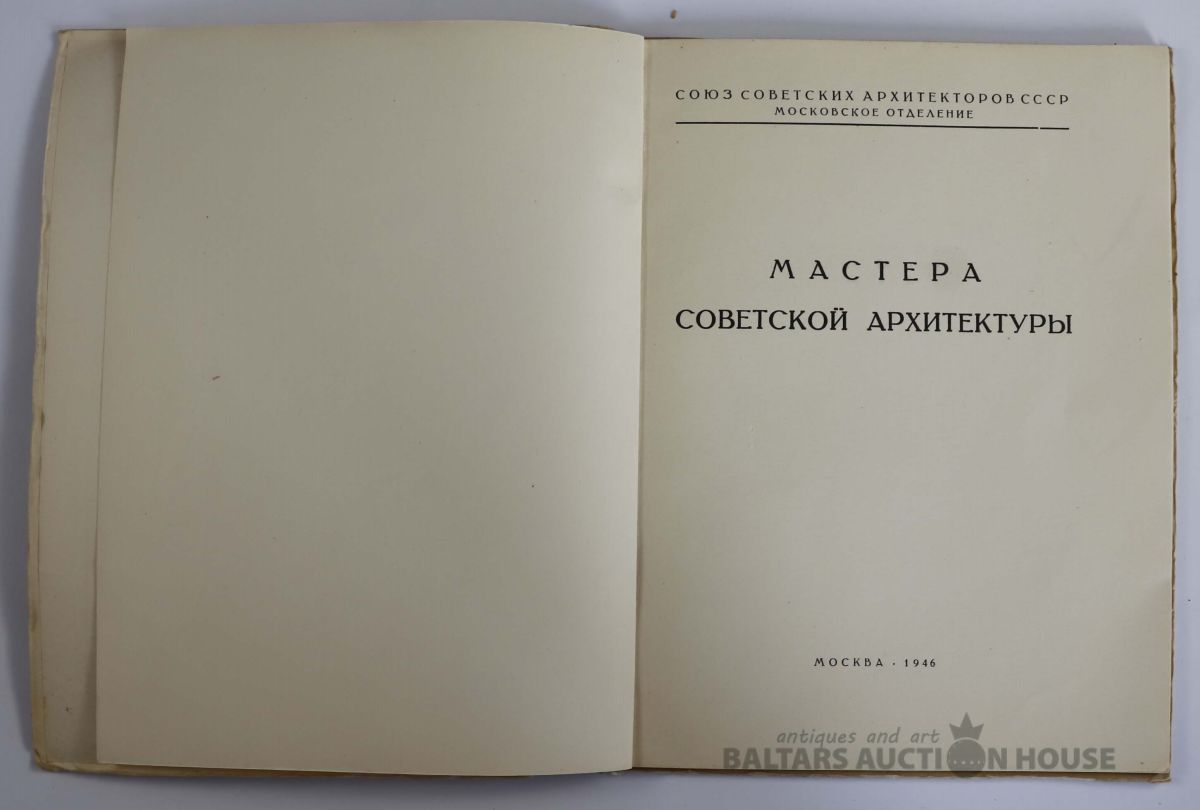 СОЮЗ СОВЕТСКИХ АРХИТЕКТОРОВ СССР
МОСКОВСКОЕ ОТДЕЛЕНИЕ
МАСТЕРА
СОВЕТСКОЙ АРХИТЕКТУРЫ
МОСКВА · 1946
antiques and art
BALTARS AUCTION HOUSE